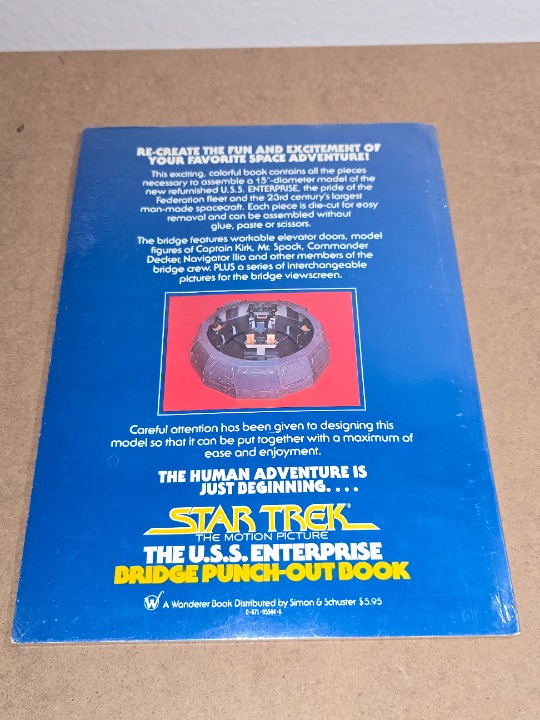 RE-CREATE THE FUN AND EXCITEMENT OF
YOUR FAVORITE SPACE ADVENTURE!
This exciting, colorful book contains all the pieces
necessary to assemble a 15"-diameter model of the
new refurnished U.S.S. ENTERPRISE, the pride of the
Federation fleet and the 23rd century's largest
man-made spacecraft. Each piece is die-cut for easy
removal and can be assembled without
glue, paste or scissors.
The bridge features workable elevator doors, model
figures of Captain Kirk, Mr. Spock, Commander
Decker, Navigator Ilia and other members of the
bridge crew. PLUS a series of interchangeable
pictures for the bridge viewscreen.
Careful attention has been given to designing this
model so that it can be put together with a maximum of
ease and enjoyment.
THE HUMAN ADVENTURE IS
JUST BEGINNING....
STAR TREK®
THE MOTION PICTURE
THE U.S.S. ENTERPRISE
BRIDGE PUNCH-OUT BOOK
W A Wanderer Book Distributed by Simon & Schuster $5.95
0-671-95544-6